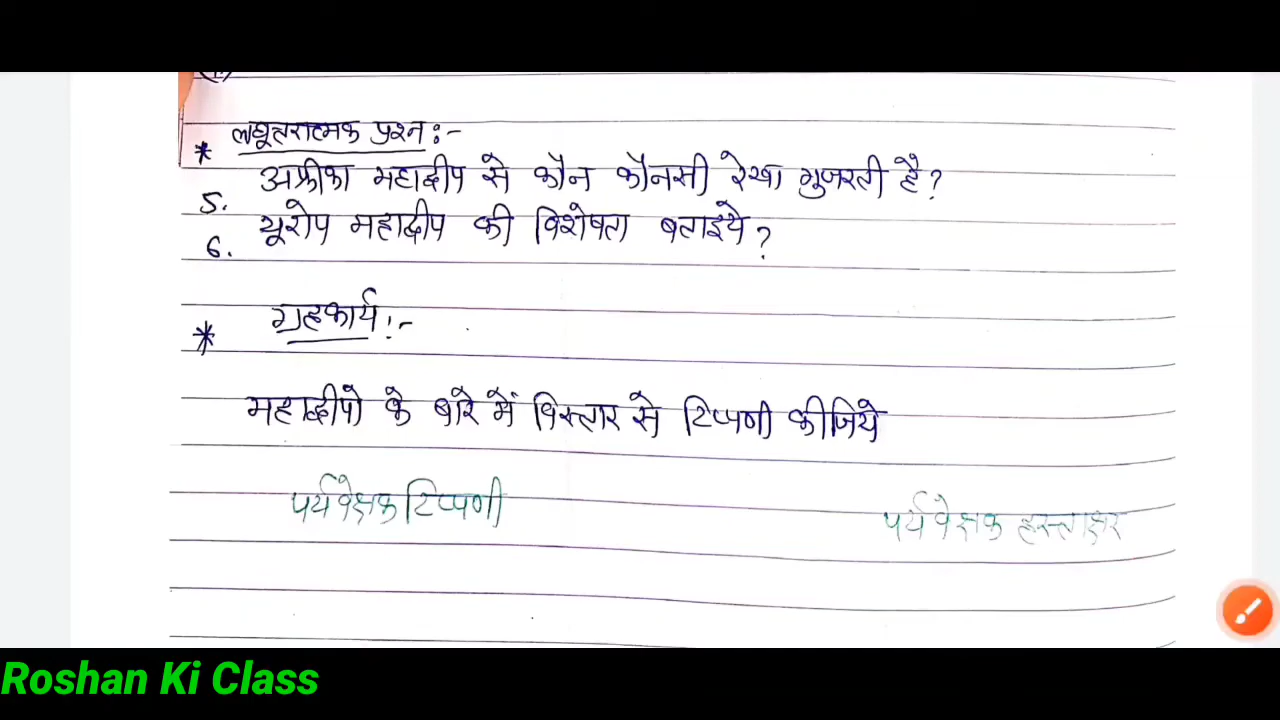 * लघूतरात्मक प्रश्न :-
5. अफ्रीका महाद्वीप से कौन कौनसी रेखा गुजरती है ?
6. यूरोप महाद्वीप की विशेषता बताइये ?
* ग्रहकार्य :-
महाद्वीपो के बारे में विस्तार से टिप्पणी कीजिये
पर्यवेक्षक टिप्पणी
पर्यवेक्षक हस्ताक्षर
Roshan Ki Class